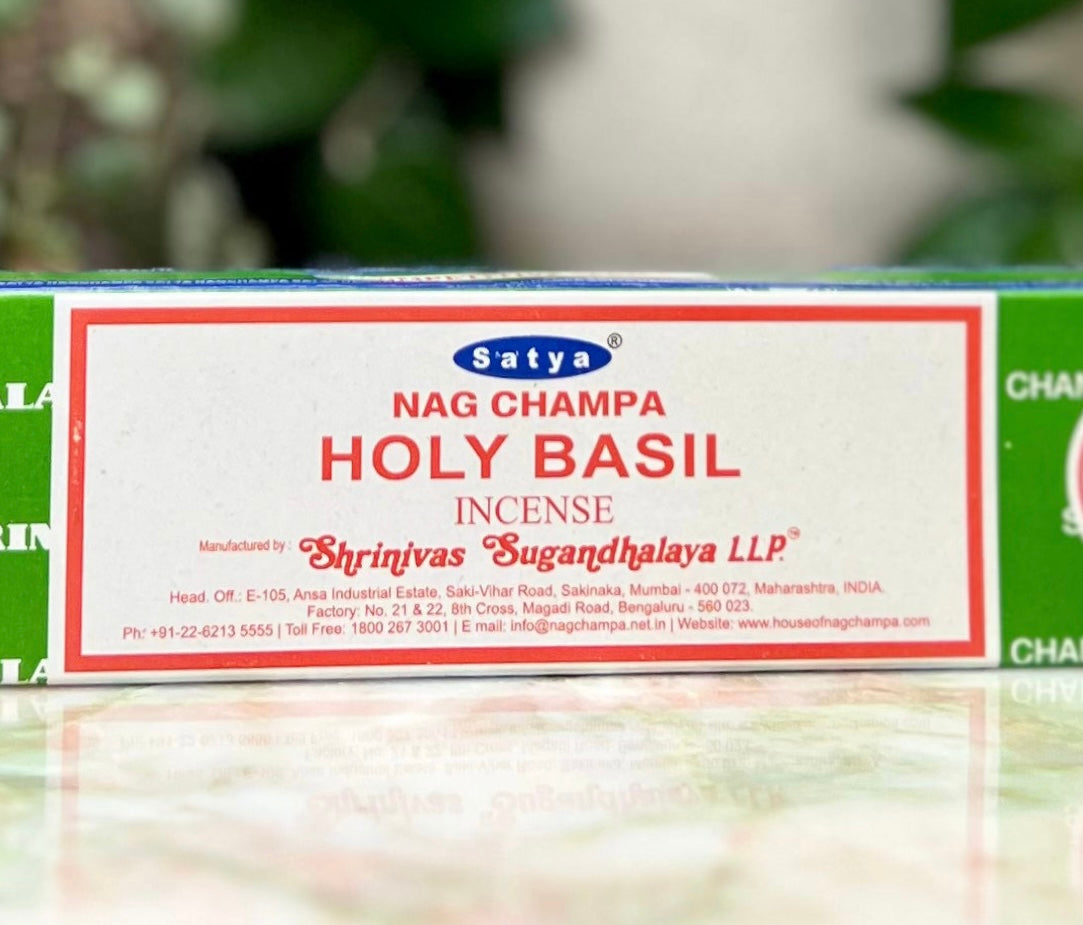 Satya®
NAG CHAMPA
HOLY BASIL
INCENSE
Manufactured by : Shrinivas Sugandhalaya LLP.™
Head. Off.: E-105, Ansa Industrial Estate, Saki-Vihar Road, Sakinaka, Mumbai - 400 072, Maharashtra, INDIA.
Factory: No. 21 & 22, 8th Cross, Magadi Road, Bengaluru - 560 023.
Ph: +91-22-6213 5555 | Toll Free: 1800 267 3001 | E mail: info@nagchampa.net.in | Website: www.houseofnagchampa.com